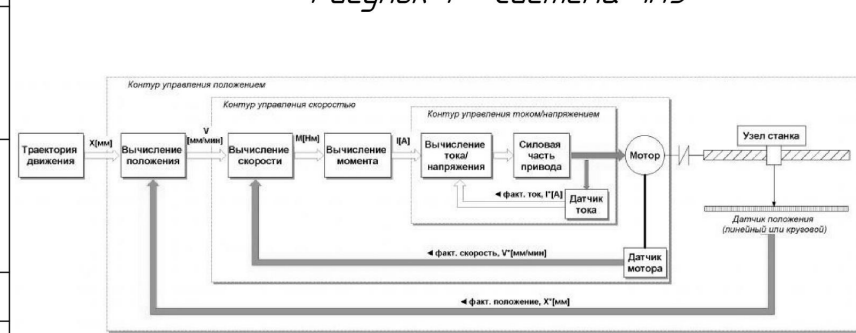 Рисунок 1 - Система ЧПУ
Контур управления положением
Контур управления скоростью
Контур управления током/напряжением
Траектория
движения
X[мм]
Вычисление
положения
V
[мм/мин]
Вычисление
скорости
M[Нм]
Вычисление
момента
I[A]
Вычисление
тока/
напряжения
Силовая
часть
привода
Мотор
Узел станка
◄ факт. ток, I*[A]
Датчик
тока
Датчик положения
(линейный или круговой)
◄ факт. скорость, V*[мм/мин]
Датчик
мотора
◄ факт. положение, X*[мм]